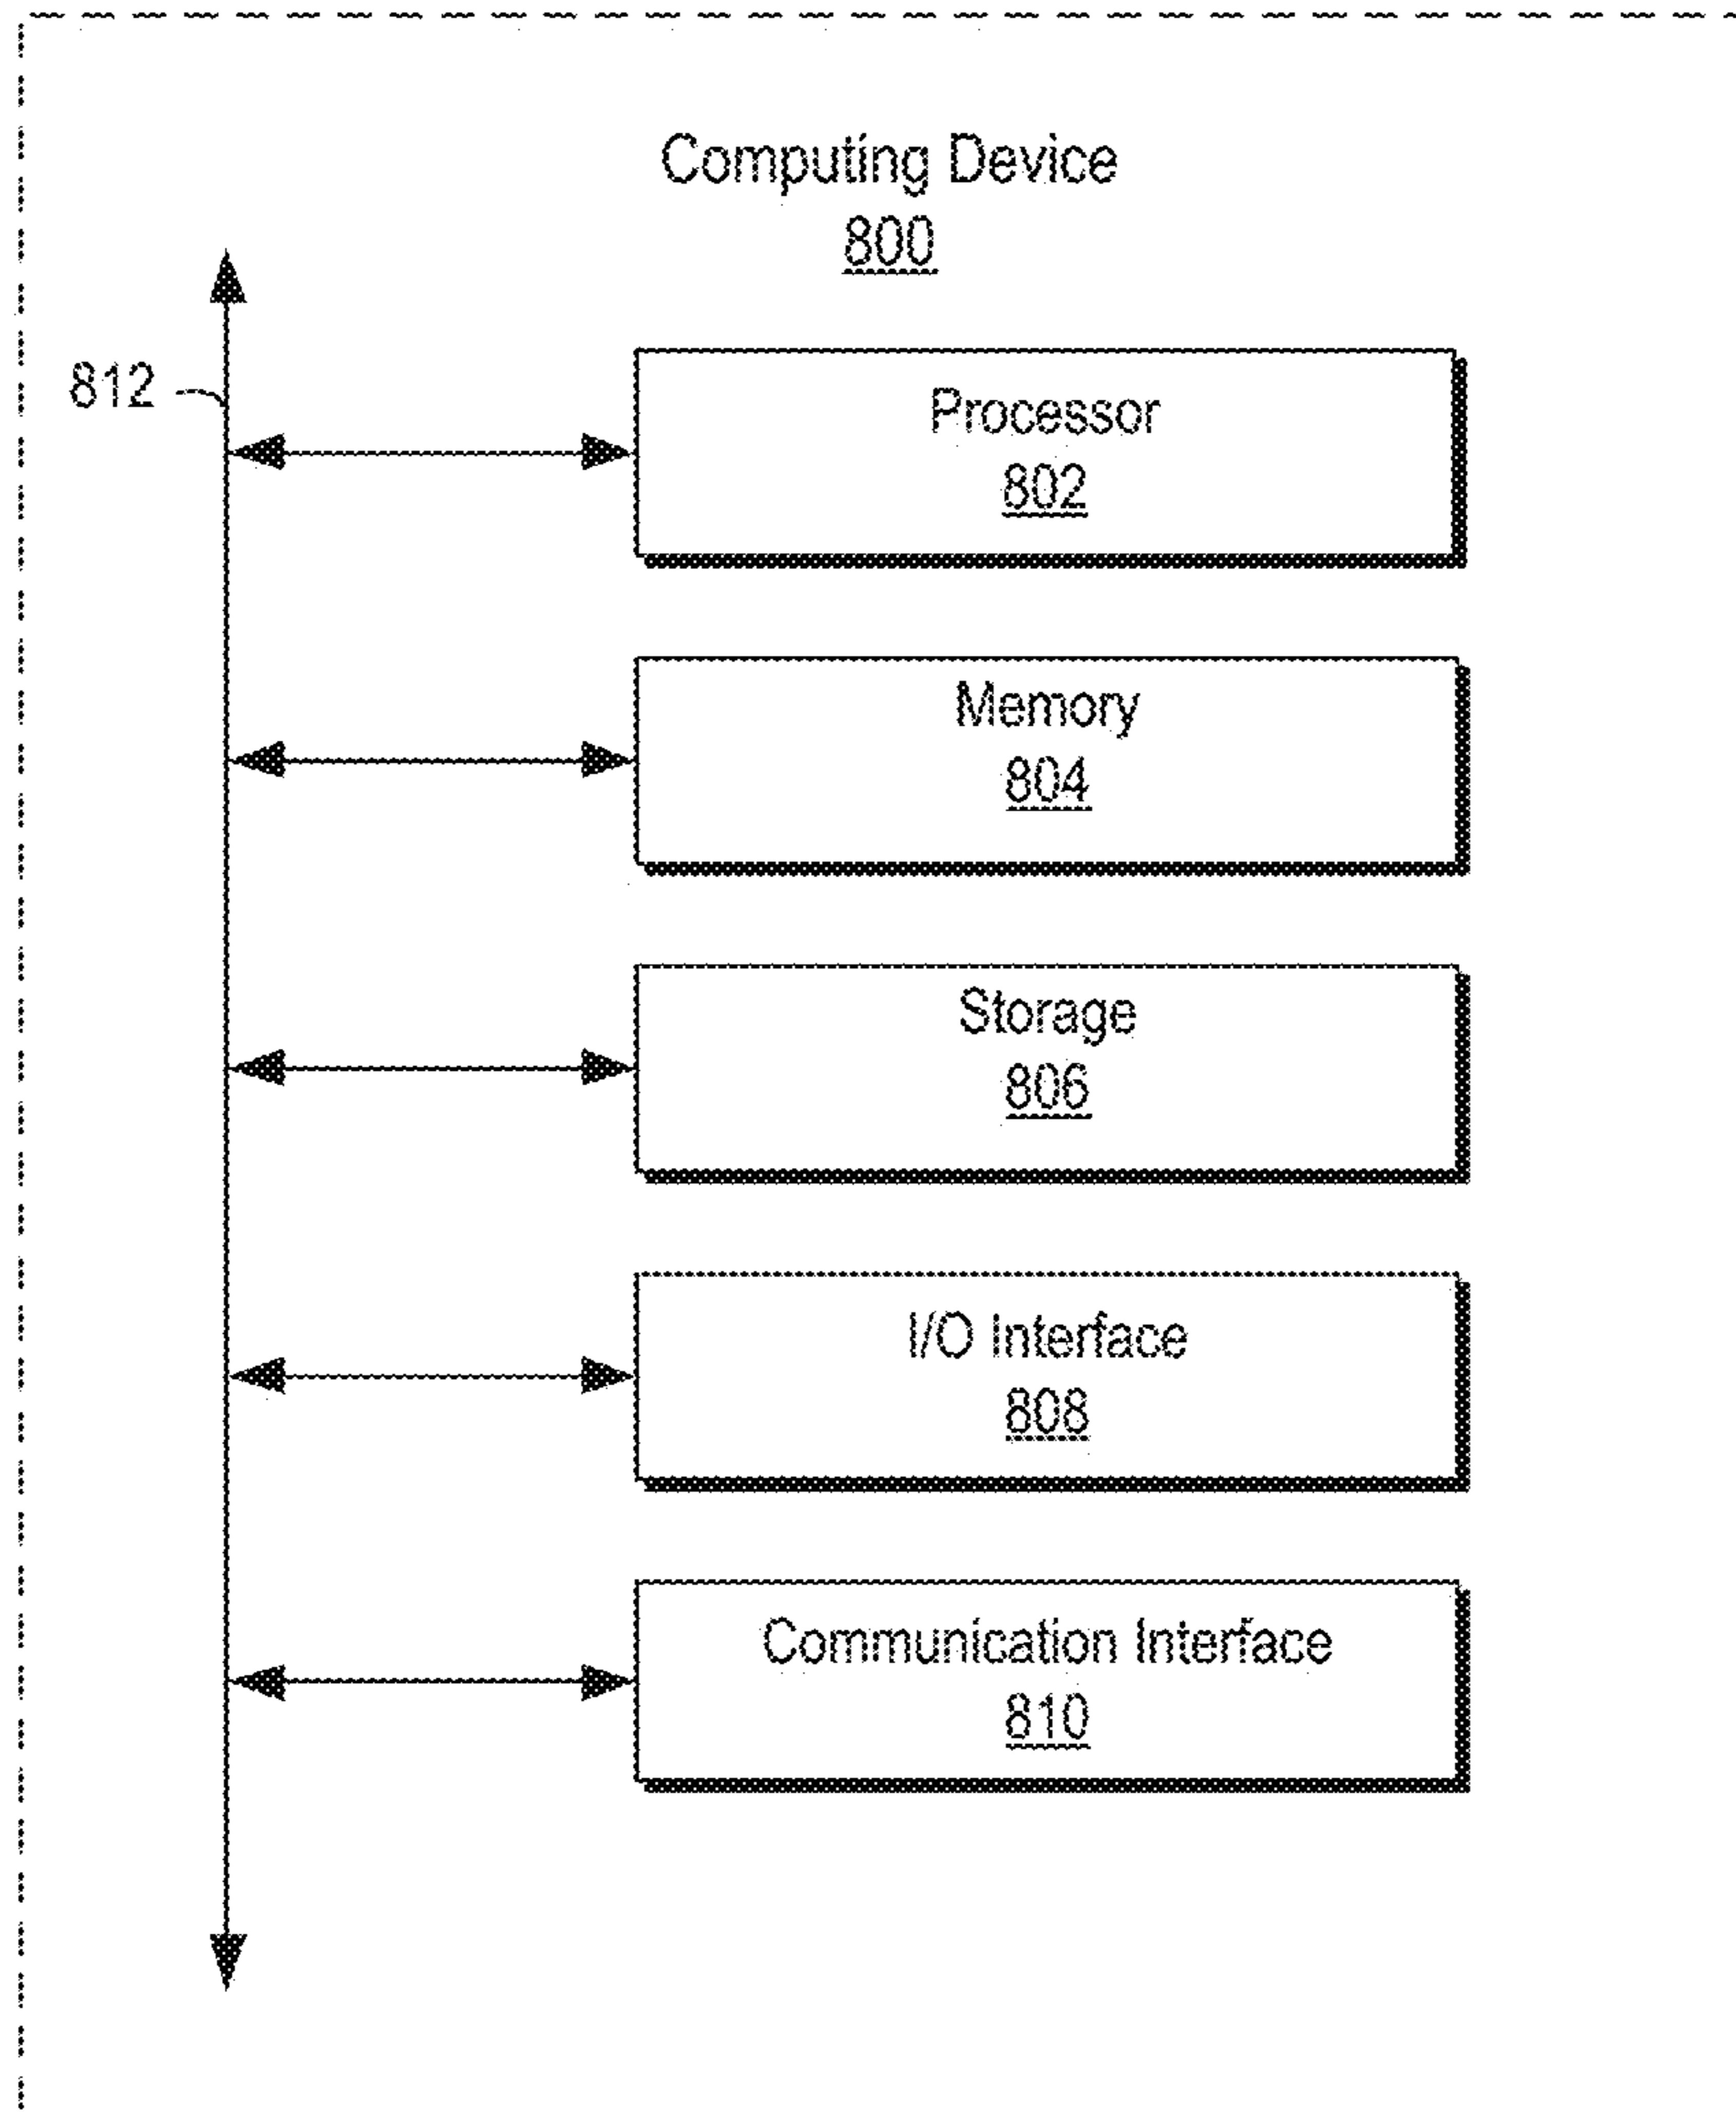 Computing Device
800
812
Processor
802
Memory
804
Storage
806
I/O Interface
808
Communication Interface
810